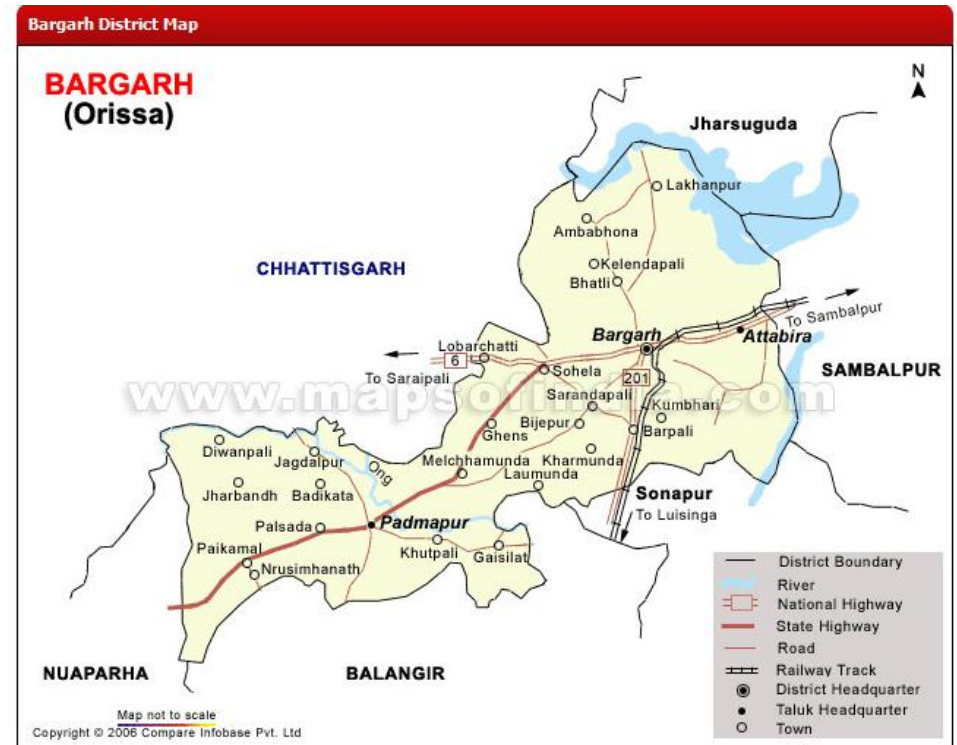 Bargarh District Map
BARGARH
(Orissa)
N
Jharsuguda
Lakhanpur
Ambabhona
Kelendapali
CHHATTISGARH
Bhatli
To Sambalpur
Bargarh
Attabira
Lobarchatti
6
To Saraipali
Sohela
SAMBALPUR
201
www.mapsofindia.com
Sarandapali
Kumbhari
Bijepur
Ghens
Barpali
Diwanpali
Jagdalpur
Ong
Melchhamunda
Kharmunda
Laumunda
Jharbandh
Badikata
Sonapur
To Luisinga
Palsada
Padmapur
Paikamal
Khutpali
Gaisilat
Nrusimhanath
NUAPARHA
BALANGIR
District Boundary
River
National Highway
State Highway
Road
Railway Track
District Headquarter
Taluk Headquarter
Town
Map not to scale
Copyright © 2006 Compare Infobase Pvt. Ltd